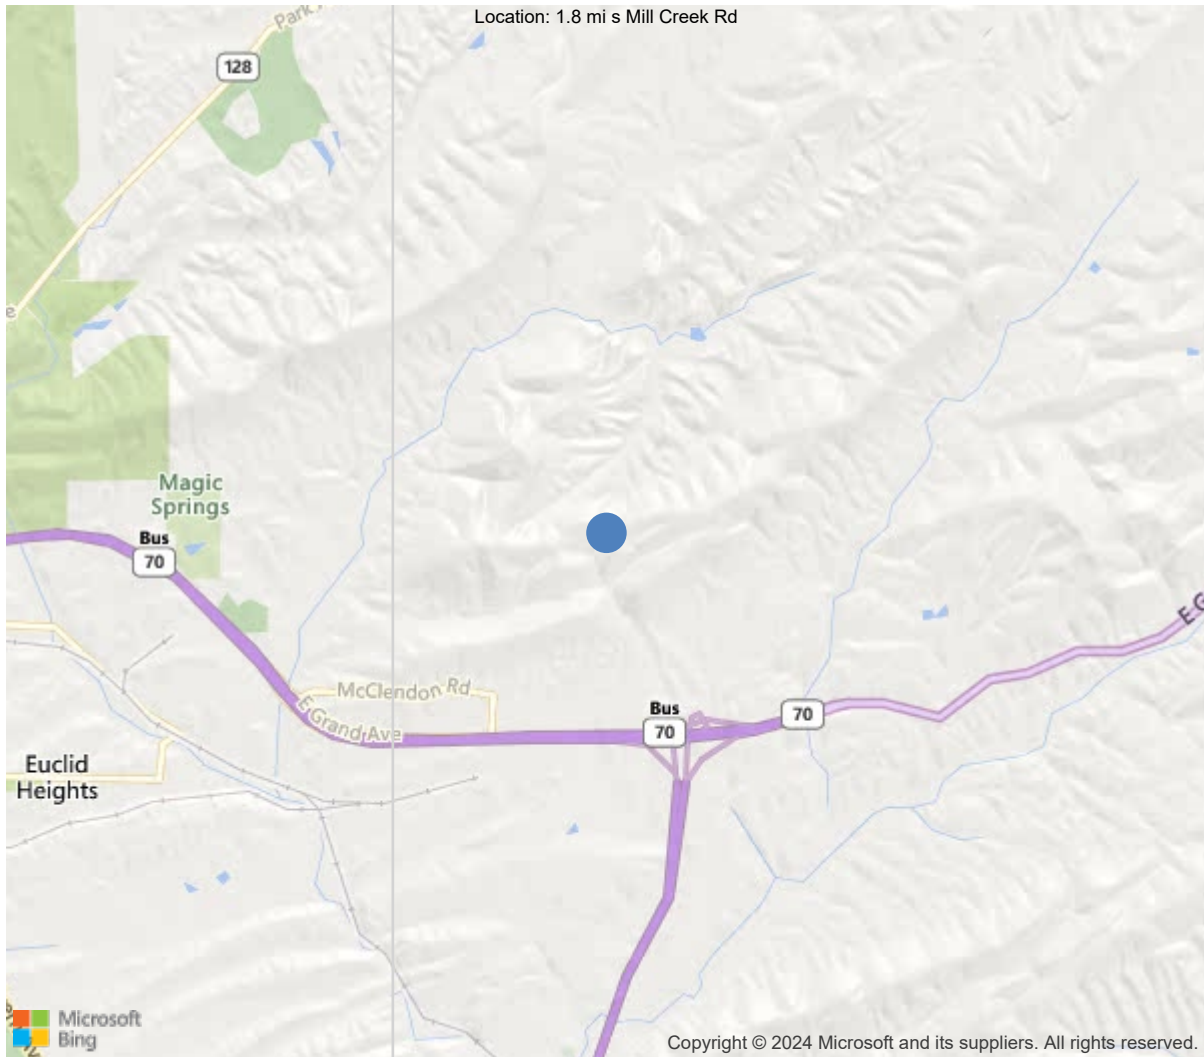 Location: 1.8 mi s Mill Creek Rd
Park
128
e
Magic
Springs
Bus
70
E G
McClendon Rd
E Grand Ave
Bus
70
70
Euclid
Heights
Microsoft
Bing
Copyright © 2024 Microsoft and its suppliers. All rights reserved.